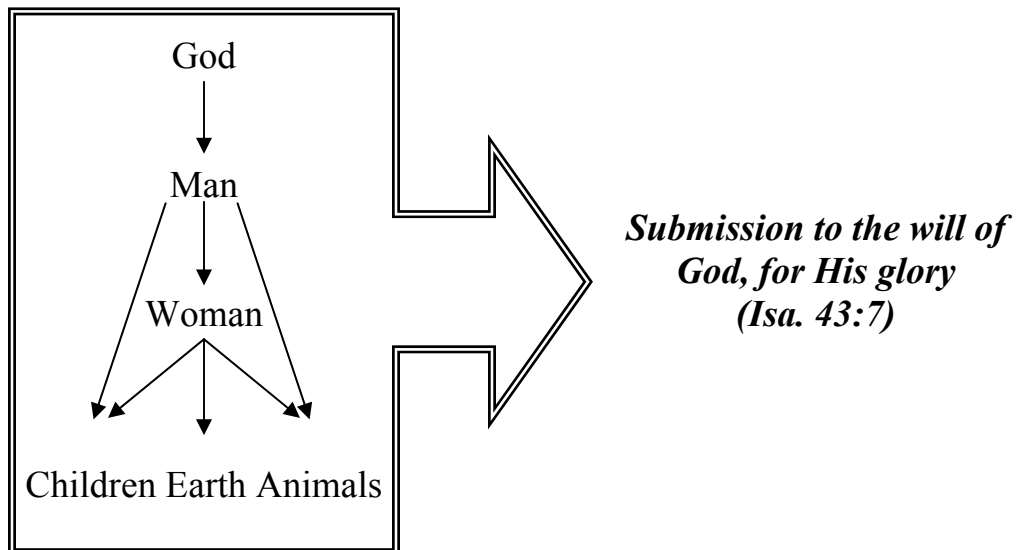 God
Man
Woman
Children Earth Animals
Submission to the will of
God, for His glory
(Isa. 43:7)